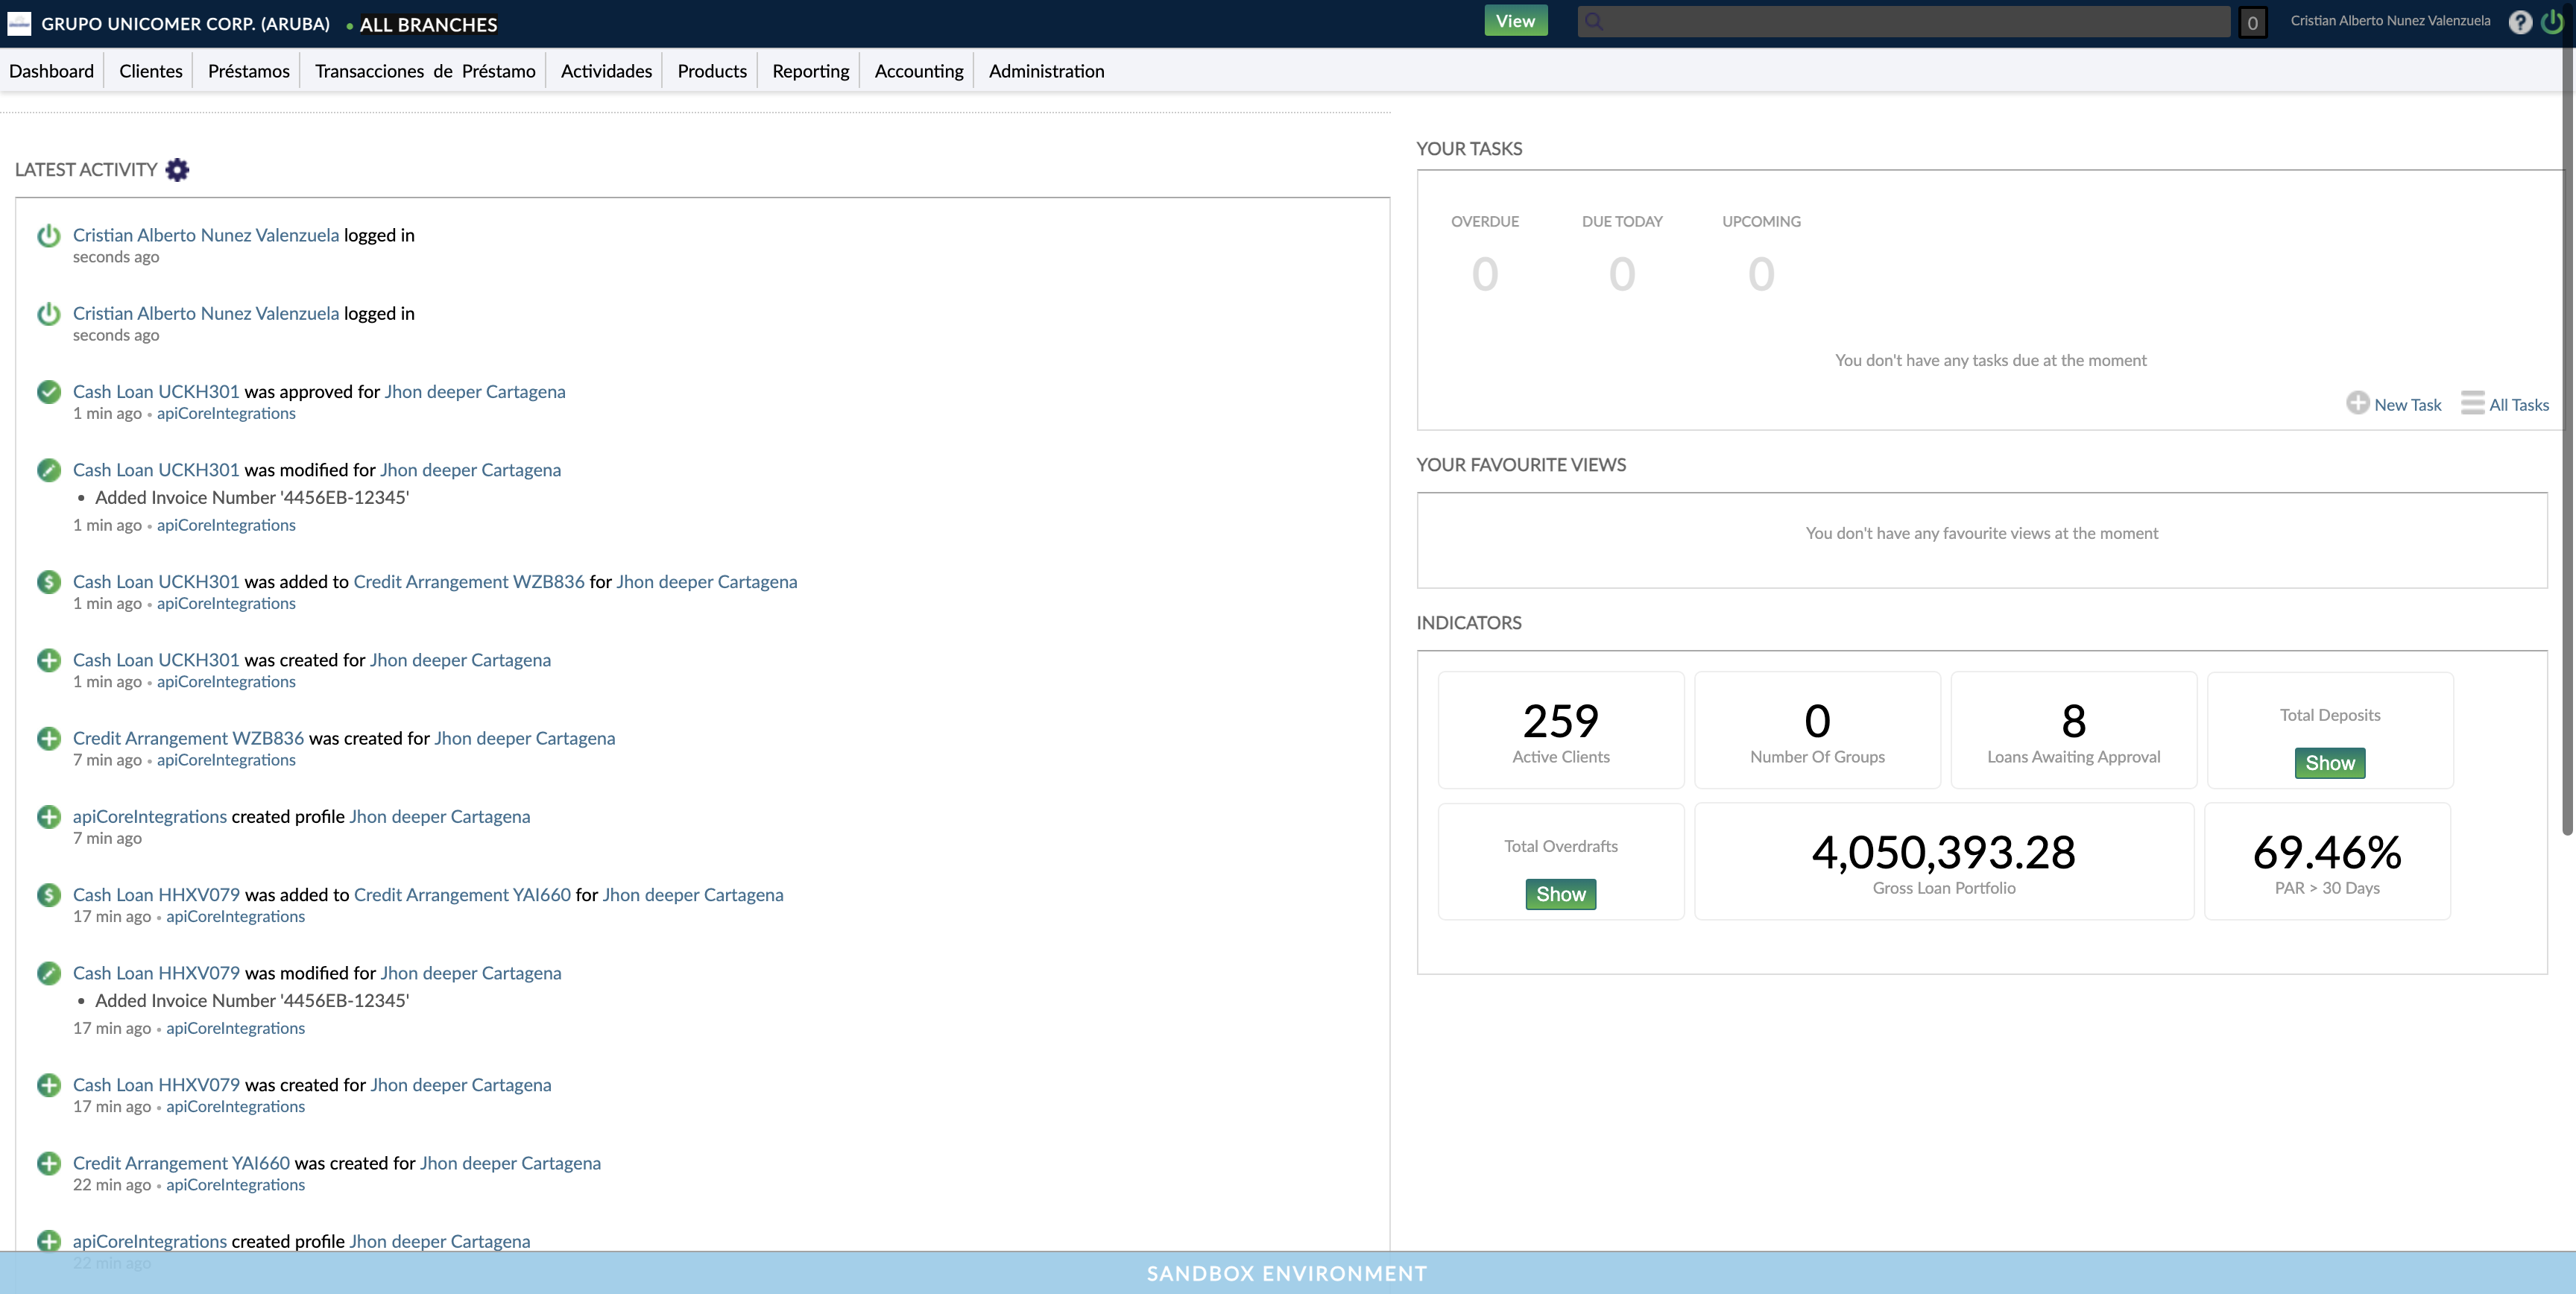 GRUPO UNICOMER CORP. (ARUBA) • ALL BRANCHES
View
0
Cristian Alberto Nunez Valenzuela
?
Dashboard
Clientes
Préstamos
Transacciones de Préstamo
Actividades
Products
Reporting
Accounting
Administration
LATEST ACTIVITY
Cristian Alberto Nunez Valenzuela logged in
seconds ago
Cristian Alberto Nunez Valenzuela logged in
seconds ago
Cash Loan UCKH301 was approved for Jhon deeper Cartagena
1 min ago • apiCoreIntegrations
Cash Loan UCKH301 was modified for Jhon deeper Cartagena
• Added Invoice Number '4456EB-12345'
1 min ago • apiCoreIntegrations
Cash Loan UCKH301 was added to Credit Arrangement WZB836 for Jhon deeper Cartagena
1 min ago • apiCoreIntegrations
Cash Loan UCKH301 was created for Jhon deeper Cartagena
1 min ago • apiCoreIntegrations
Credit Arrangement WZB836 was created for Jhon deeper Cartagena
7 min ago • apiCoreIntegrations
apiCoreIntegrations created profile Jhon deeper Cartagena
7 min ago
Cash Loan HHXV079 was added to Credit Arrangement YAI660 for Jhon deeper Cartagena
17 min ago • apiCoreIntegrations
Cash Loan HHXV079 was modified for Jhon deeper Cartagena
• Added Invoice Number '4456EB-12345'
17 min ago • apiCoreIntegrations
Cash Loan HHXV079 was created for Jhon deeper Cartagena
17 min ago • apiCoreIntegrations
Credit Arrangement YAI660 was created for Jhon deeper Cartagena
22 min ago • apiCoreIntegrations
apiCoreIntegrations created profile Jhon deeper Cartagena
22 min ago
YOUR TASKS
OVERDUE
DUE TODAY
UPCOMING
0
0
0
You don't have any tasks due at the moment
New Task
All Tasks
YOUR FAVOURITE VIEWS
You don't have any favourite views at the moment
INDICATORS
259
Active Clients
0
Number Of Groups
8
Loans Awaiting Approval
Total Deposits
Show
Total Overdrafts
Show
4,050,393.28
Gross Loan Portfolio
69.46%
PAR > 30 Days
SANDBOX ENVIRONMENT